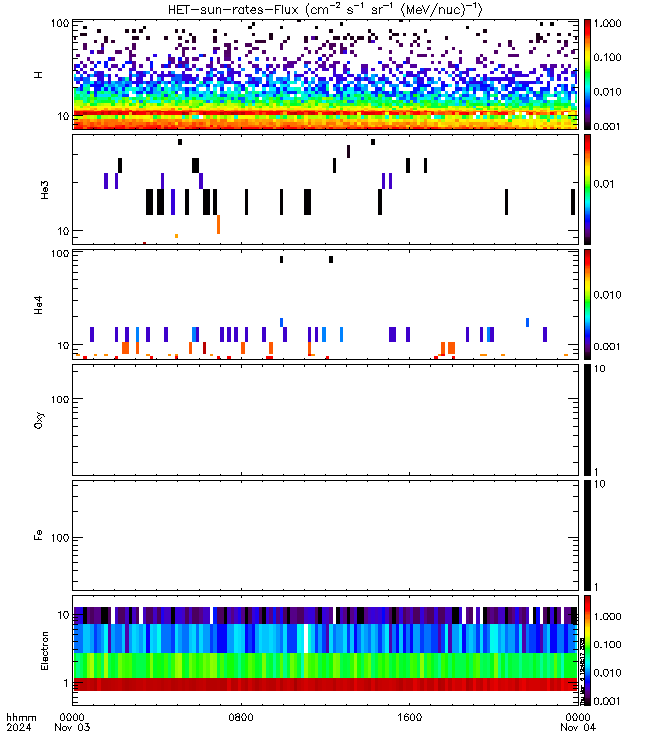 HET-sun-rates-Flux (cm⁻² s⁻¹ sr⁻¹ (MeV/nuc)⁻¹)
100
10
H
1.000
0.100
0.010
0.001
He3
10
0.01
He4
100
10
0.010
0.001
Oxy
100
10
1
Fe
100
10
1
Electron
10
1
1.000
0.100
0.010
0.001
hhmm
2024
0000
Nov 03
0800
1600
0000
Nov 04